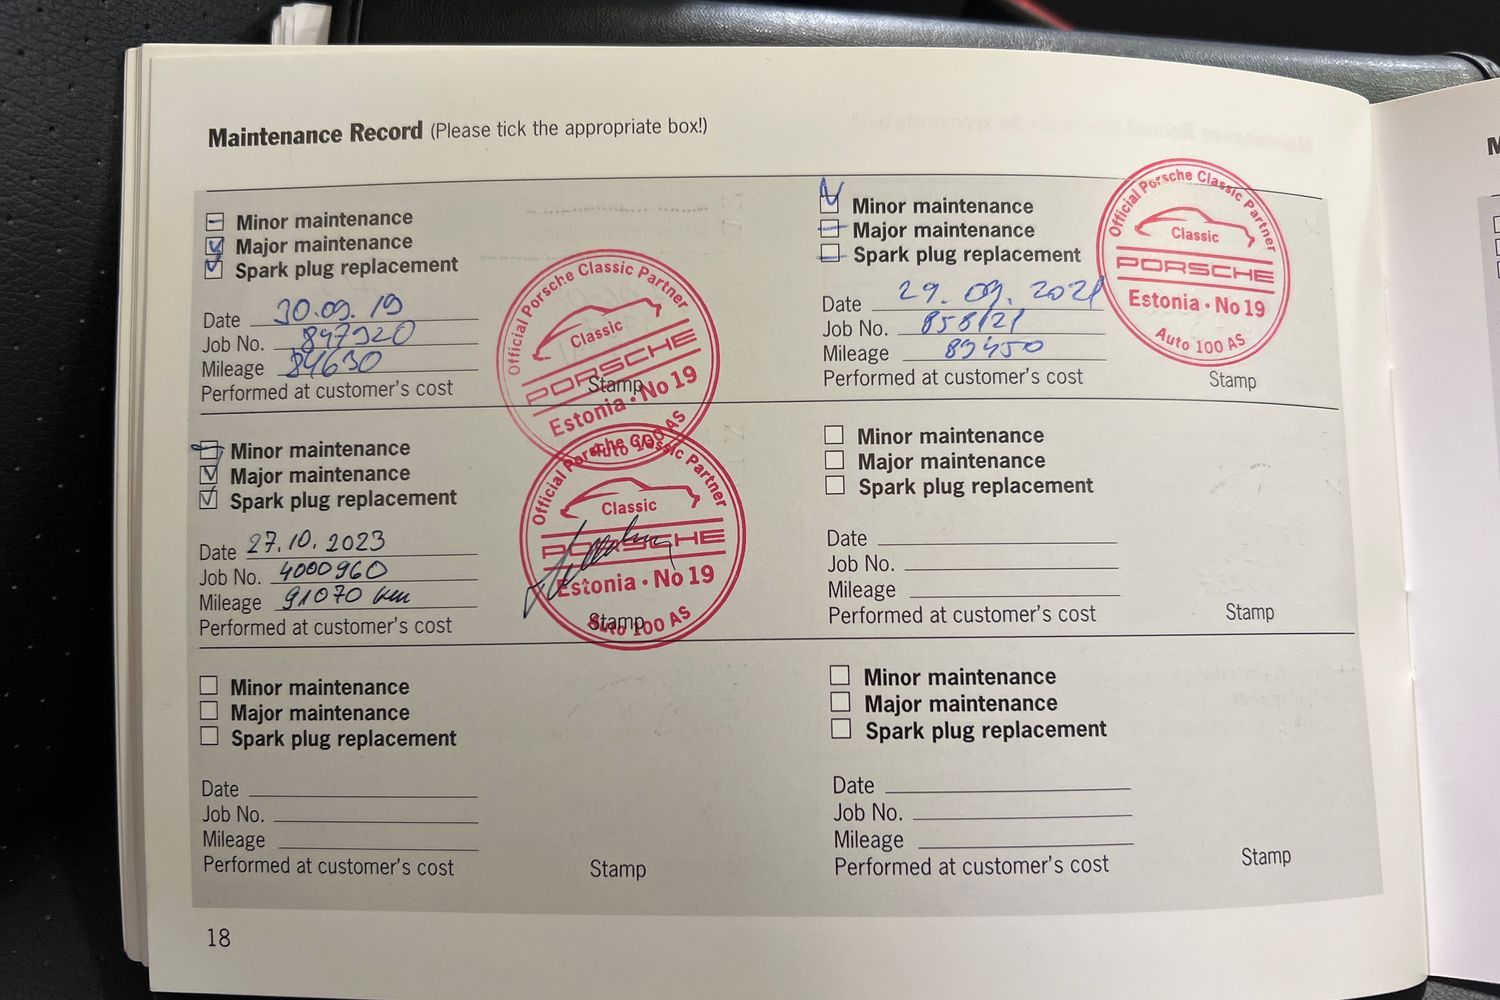 Maintenance Record (Please tick the appropriate box!)
Minor maintenance
Major maintenance
Spark plug replacement
Date 30.09.19
Job No. 847920
Mileage 84630
Performed at customer's cost
Stamp
Official Porsche Classic Partner
Classic
PORSCHE
Estonia · No 19
Auto 100 AS
Minor maintenance
Major maintenance
Spark plug replacement
Date 29.09.2021
Job No. 858121
Mileage 89450
Performed at customer's cost
Stamp
Official Porsche Classic Partner
Classic
PORSCHE
Estonia · No 19
Auto 100 AS
Minor maintenance
Major maintenance
Spark plug replacement
Date 27.10.2023
Job No. 4000960
Mileage 91070 km
Performed at customer's cost
Stamp
Official Porsche Classic Partner
Classic
PORSCHE
Estonia · No 19
Auto 100 AS
Minor maintenance
Major maintenance
Spark plug replacement
Date
Job No.
Mileage
Performed at customer's cost
Stamp
Minor maintenance
Major maintenance
Spark plug replacement
Date
Job No.
Mileage
Performed at customer's cost
Stamp
Minor maintenance
Major maintenance
Spark plug replacement
Date
Job No.
Mileage
Performed at customer's cost
Stamp
18